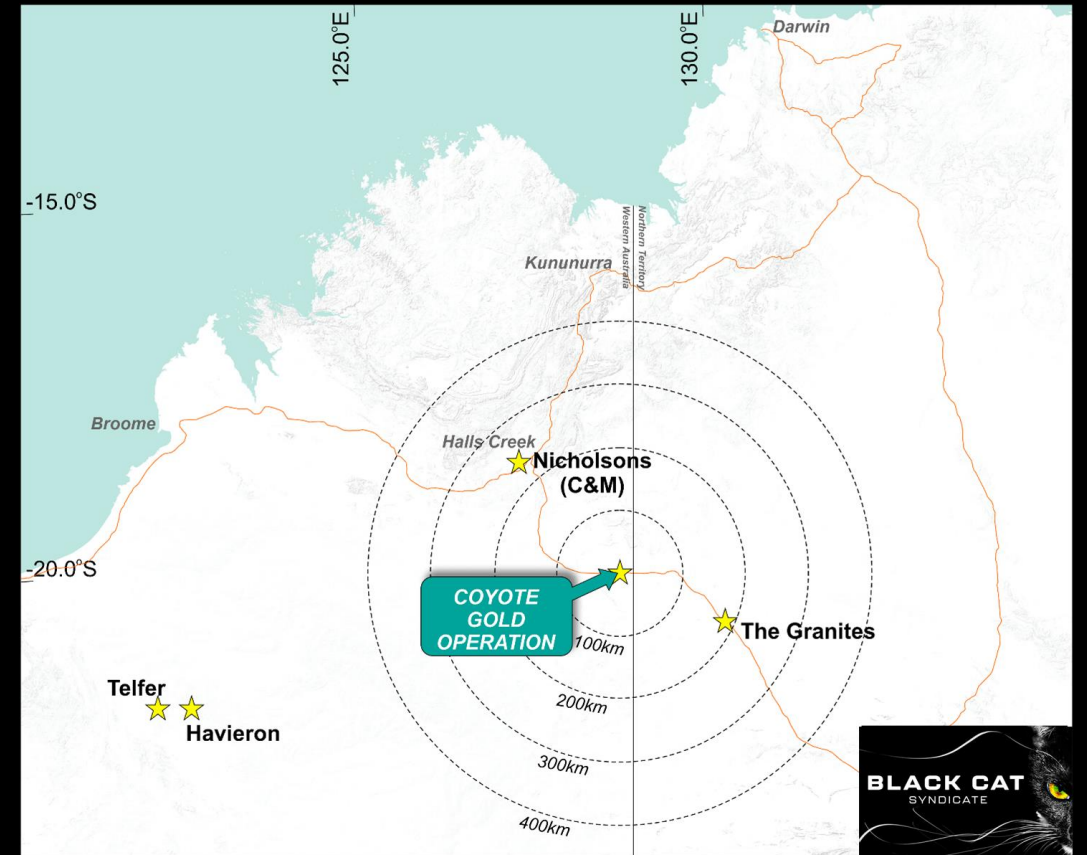 125.0°E
130.0°E
Darwin
-15.0°S
Kununurra
Western Australia
Northern Territory
Broome
Halls Creek
Nicholsons
(C&M)
-20.0°S
COYOTE
GOLD
OPERATION
100km
The Granites
200km
Telfer
Havieron
300km
400km
BLACK CAT
SYNDICATE